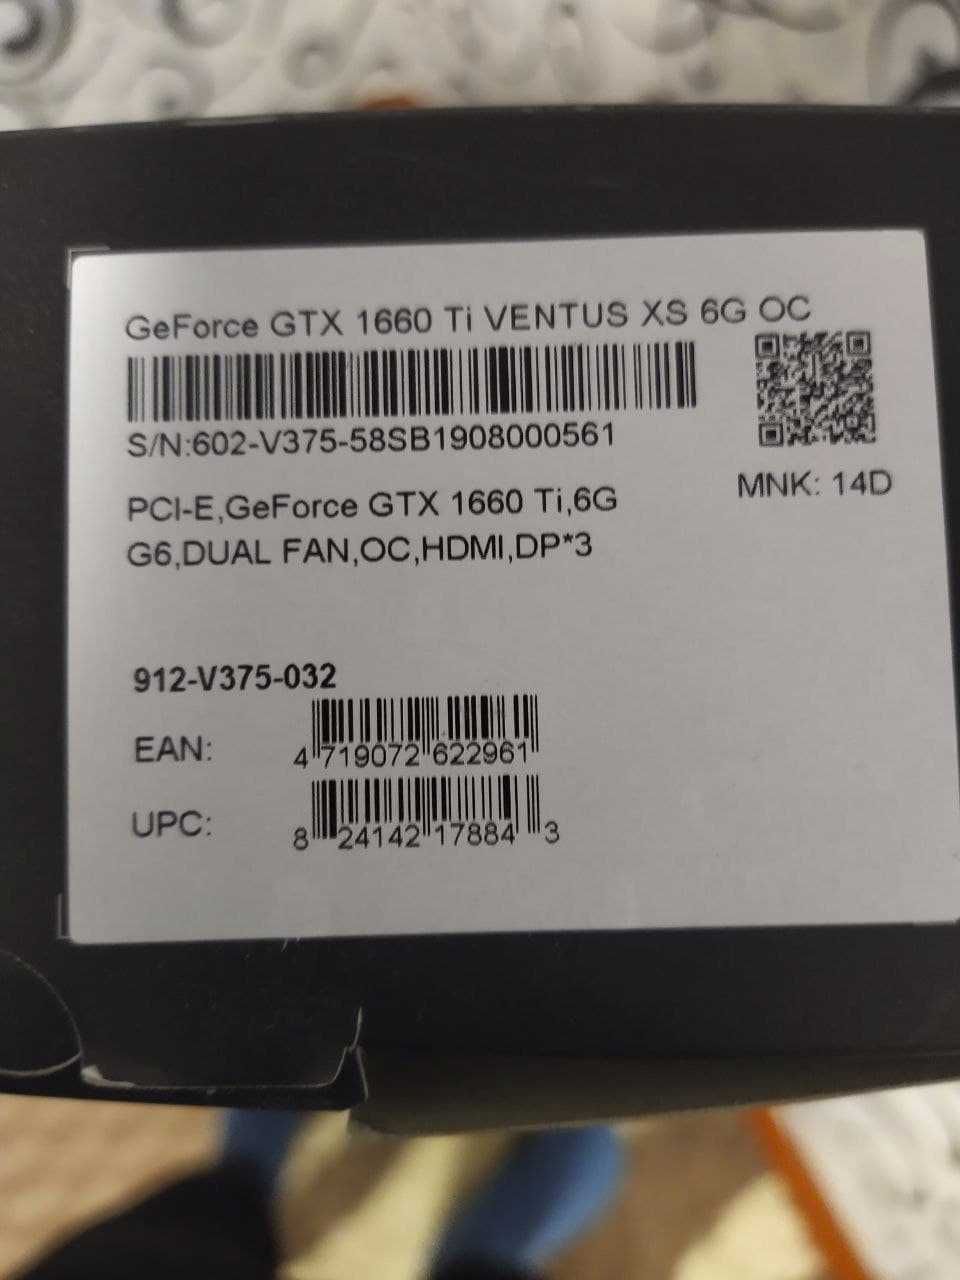 GeForce GTX 1660 Ti VENTUS XS 6G OC
S/N:602-V375-58SB1908000561
MNK: 14D
PCI-E,GeForce GTX 1660 Ti,6G
G6,DUAL FAN,OC,HDMI,DP*3
912-V375-032
EAN: 4 719072 622961
UPC: 8 24142 17884 3